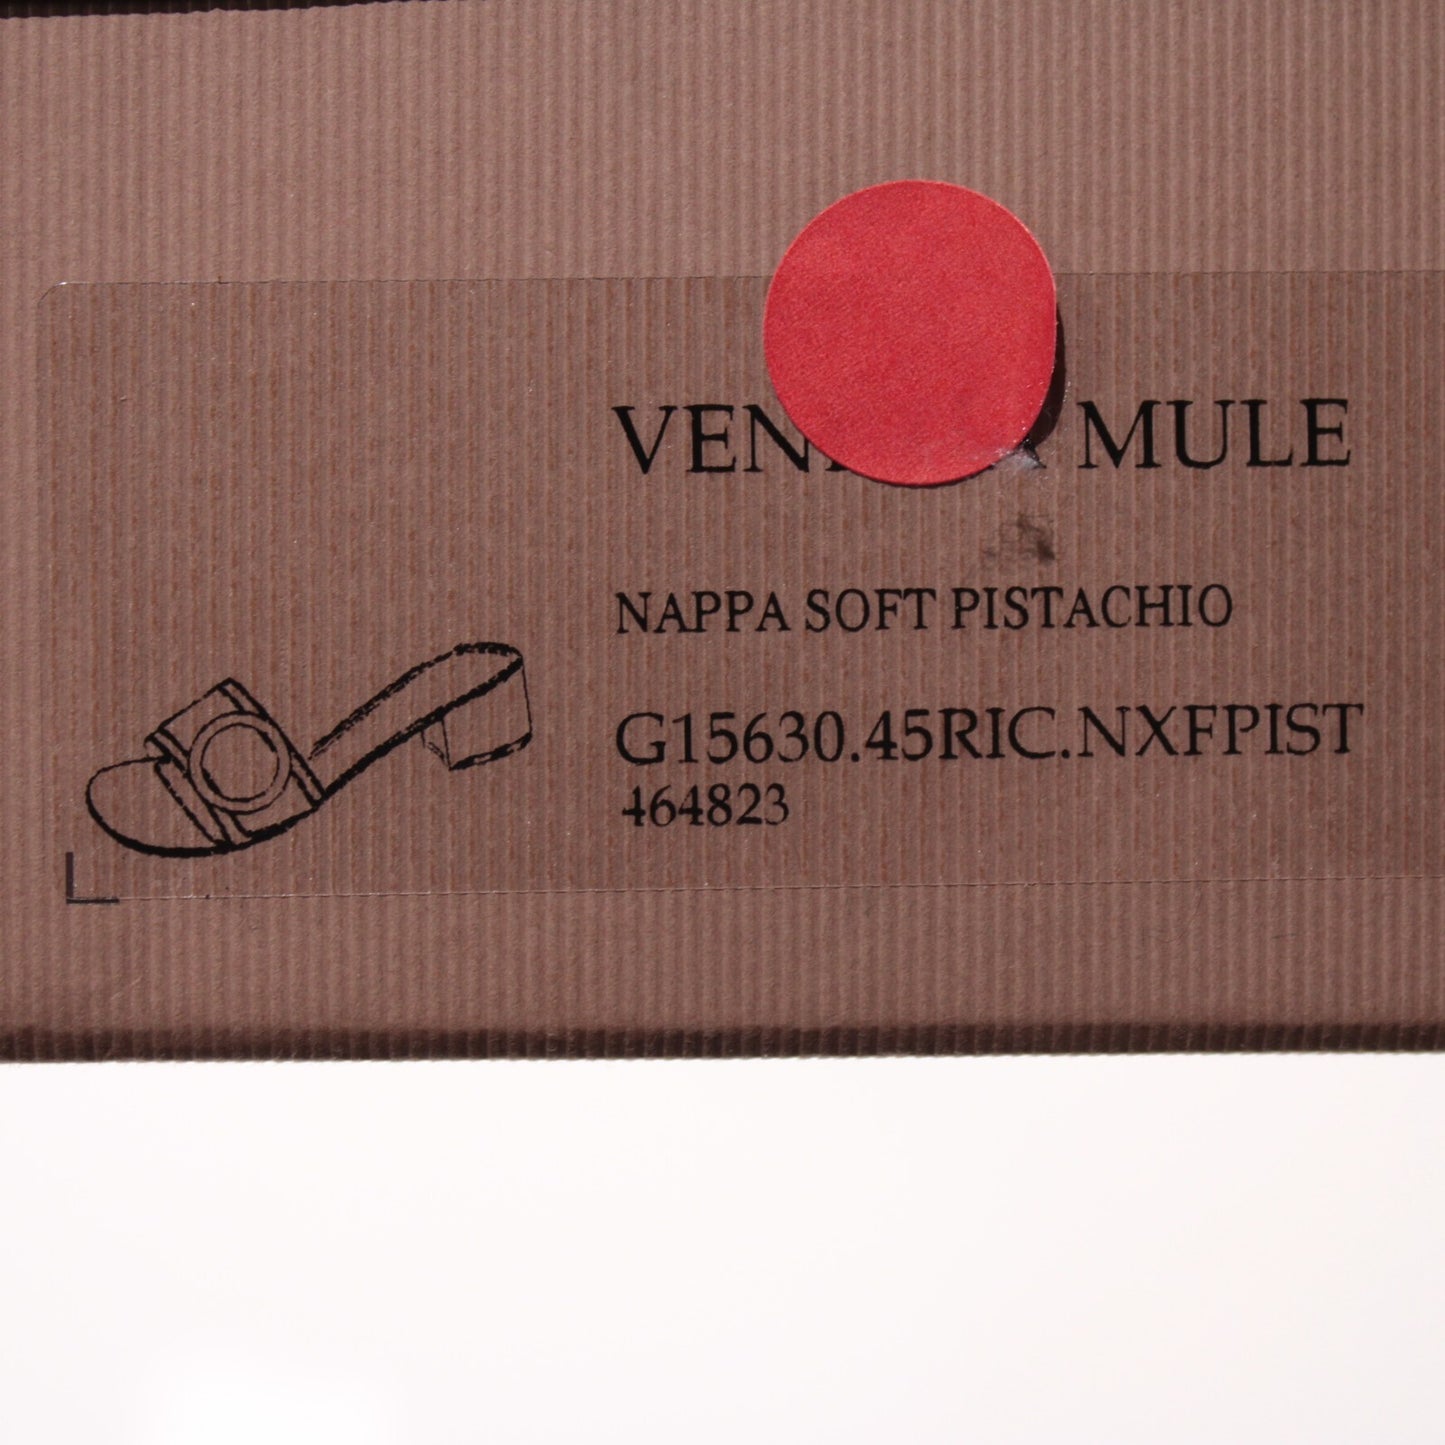 MULE
NAPPA SOFT PISTACHIO
G15630.45RIC.NXFPIST
464823